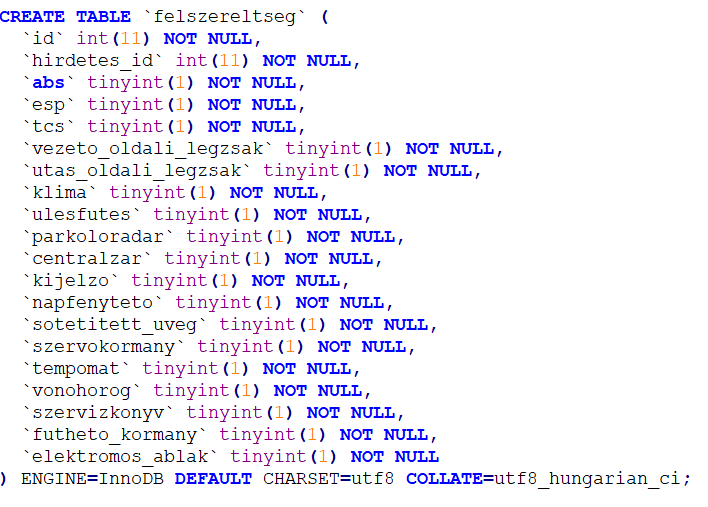 CREATE TABLE `felszereltseg` (
  `id` int(11) NOT NULL,
  `hirdetes_id` int(11) NOT NULL,
  `abs` tinyint(1) NOT NULL,
  `esp` tinyint(1) NOT NULL,
  `tcs` tinyint(1) NOT NULL,
  `vezeto_oldali_legzsak` tinyint(1) NOT NULL,
  `utas_oldali_legzsak` tinyint(1) NOT NULL,
  `klima` tinyint(1) NOT NULL,
  `ulesfutes` tinyint(1) NOT NULL,
  `parkoloradar` tinyint(1) NOT NULL,
  `centralzar` tinyint(1) NOT NULL,
  `kijelzo` tinyint(1) NOT NULL,
  `napfenyteto` tinyint(1) NOT NULL,
  `sotetitett_uveg` tinyint(1) NOT NULL,
  `szervokormany` tinyint(1) NOT NULL,
  `tempomat` tinyint(1) NOT NULL,
  `vonohorog` tinyint(1) NOT NULL,
  `szervizkonyv` tinyint(1) NOT NULL,
  `futheto_kormany` tinyint(1) NOT NULL,
  `elektromos_ablak` tinyint(1) NOT NULL
) ENGINE=InnoDB DEFAULT CHARSET=utf8 COLLATE=utf8_hungarian_ci;